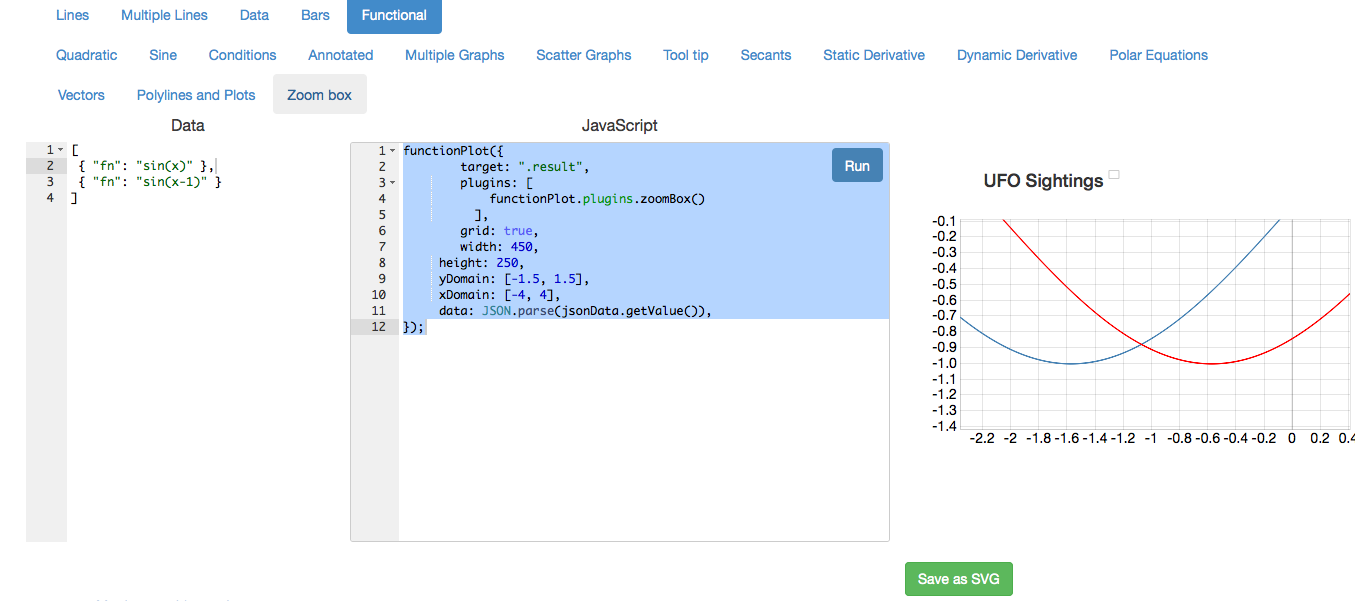 Lines Multiple Lines Data Bars Functional
Quadratic Sine Conditions Annotated Multiple Graphs Scatter Graphs Tool tip Secants Static Derivative Dynamic Derivative Polar Equations
Vectors Polylines and Plots Zoom box
Data
1 [
2 { "fn": "sin(x)" },
3 { "fn": "sin(x-1)" }
4 ]
JavaScript
1 functionPlot({
2 target: ".result",
3 plugins: [
4 functionPlot.plugins.zoomBox()
5 ],
6 grid: true,
7 width: 450,
8 height: 250,
9 yDomain: [-1.5, 1.5],
10 xDomain: [-4, 4],
11 data: JSON.parse(jsonData.getValue()),
12 });
Run
UFO Sightings
-0.1
-0.2
-0.3
-0.4
-0.5
-0.6
-0.7
-0.8
-0.9
-1.0
-1.1
-1.2
-1.3
-1.4
-2.2 -2 -1.8 -1.6 -1.4 -1.2 -1 -0.8 -0.6 -0.4 -0.2 0 0.2 0.4
Save as SVG